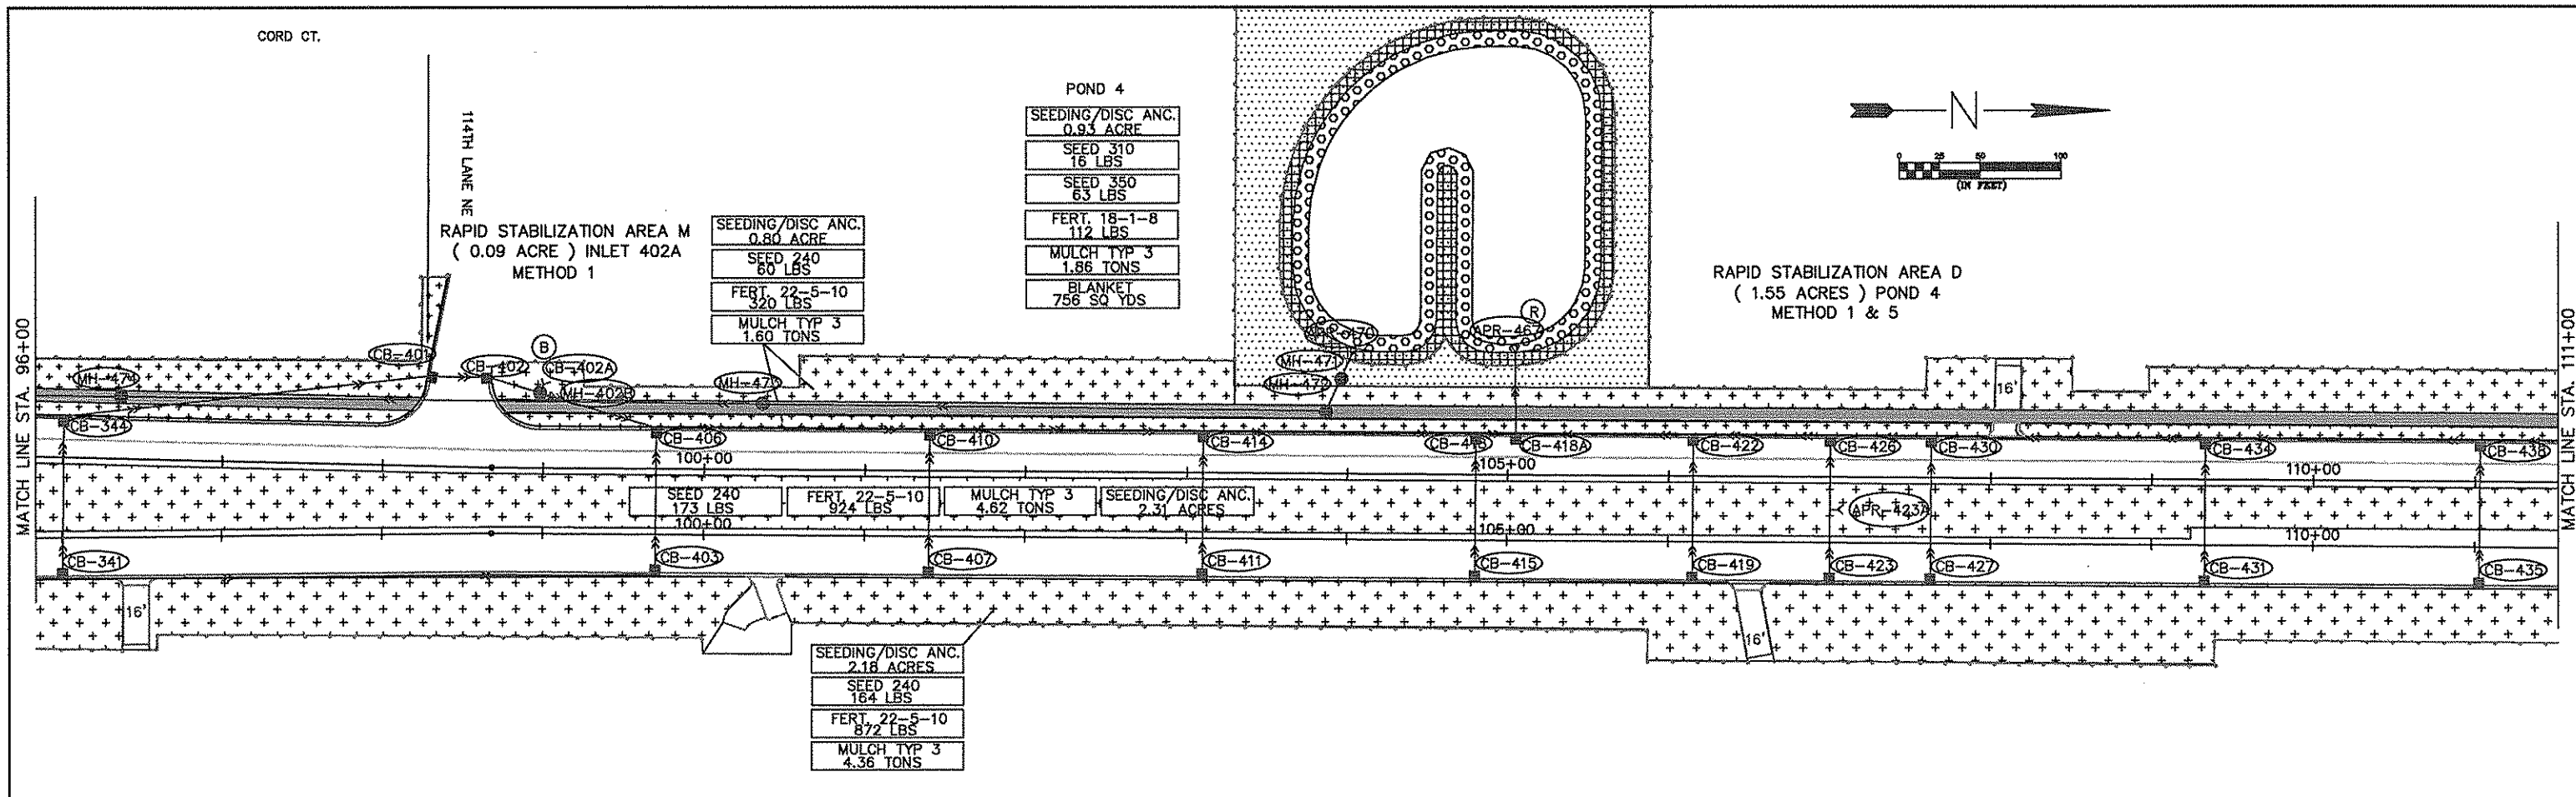 CORD CT.
114TH LANE NE
RAPID STABILIZATION AREA M
( 0.09 ACRE ) INLET 402A
METHOD 1
SEEDING/DISC ANC.
0.80 ACRE
SEED 240
60 LBS
FERT. 22-5-10
320 LBS
MULCH TYP 3
1.60 TONS
POND 4
SEEDING/DISC ANC.
0.93 ACRE
SEED 310
16 LBS
SEED 350
63 LBS
FERT. 18-1-8
112 LBS
MULCH TYP 3
1.86 TONS
BLANKET
756 SQ YDS
N
0 25 50 100
(IN FEET)
RAPID STABILIZATION AREA D
( 1.55 ACRES ) POND 4
METHOD 1 & 5
MATCH LINE STA. 96+00
MATCH LINE STA. 111+00
R
APR-467
B
CB-401
CB-402
CB-402A
MH-402B
MH-473
MH-471
MH-472
16'
CB-344
CB-406
CB-410
CB-414
CB-418A
CB-422
CB-426
CB-430
CB-434
CB-438
100+00
105+00
110+00
SEED 240
173 LBS
FERT. 22-5-10
924 LBS
MULCH TYP 3
4.62 TONS
SEEDING/DISC ANC.
2.31 ACRES
APR-423A
100+00
105+00
110+00
CB-341
CB-403
CB-407
CB-411
CB-415
CB-419
CB-423
CB-427
CB-431
CB-435
16'
16'
SEEDING/DISC ANC.
2.18 ACRES
SEED 240
164 LBS
FERT. 22-5-10
872 LBS
MULCH TYP 3
4.36 TONS